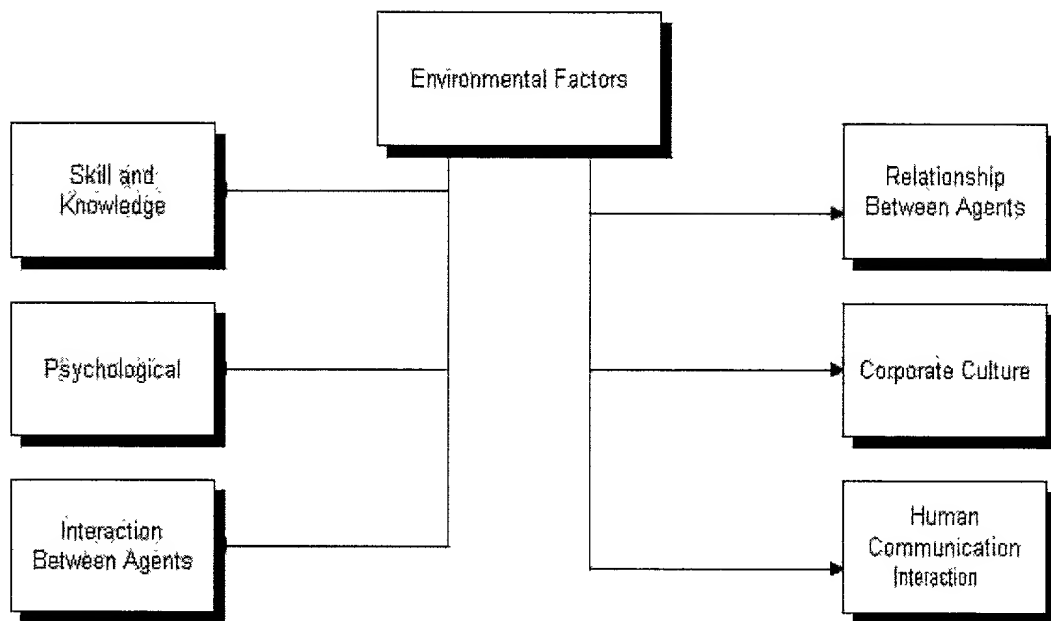 Environmental Factors
Skill and
Knowledge
Psychological
Interaction
Between Agents
Relationship
Between Agents
Corporate Culture
Human
Communication
Interaction